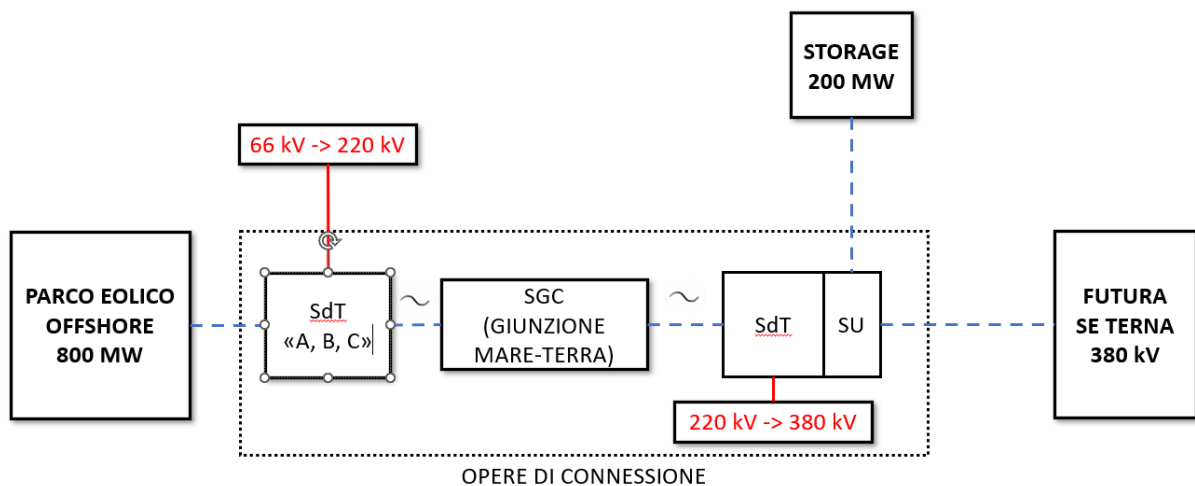 STORAGE
200 MW
66 kV -> 220 kV
PARCO EOLICO
OFFSHORE
800 MW
SdT
«A, B, C»
SGC
(GIUNZIONE
MARE-TERRA)
SdT
SU
FUTURA
SE TERNA
380 kV
220 kV -> 380 kV
OPERE DI CONNESSIONE